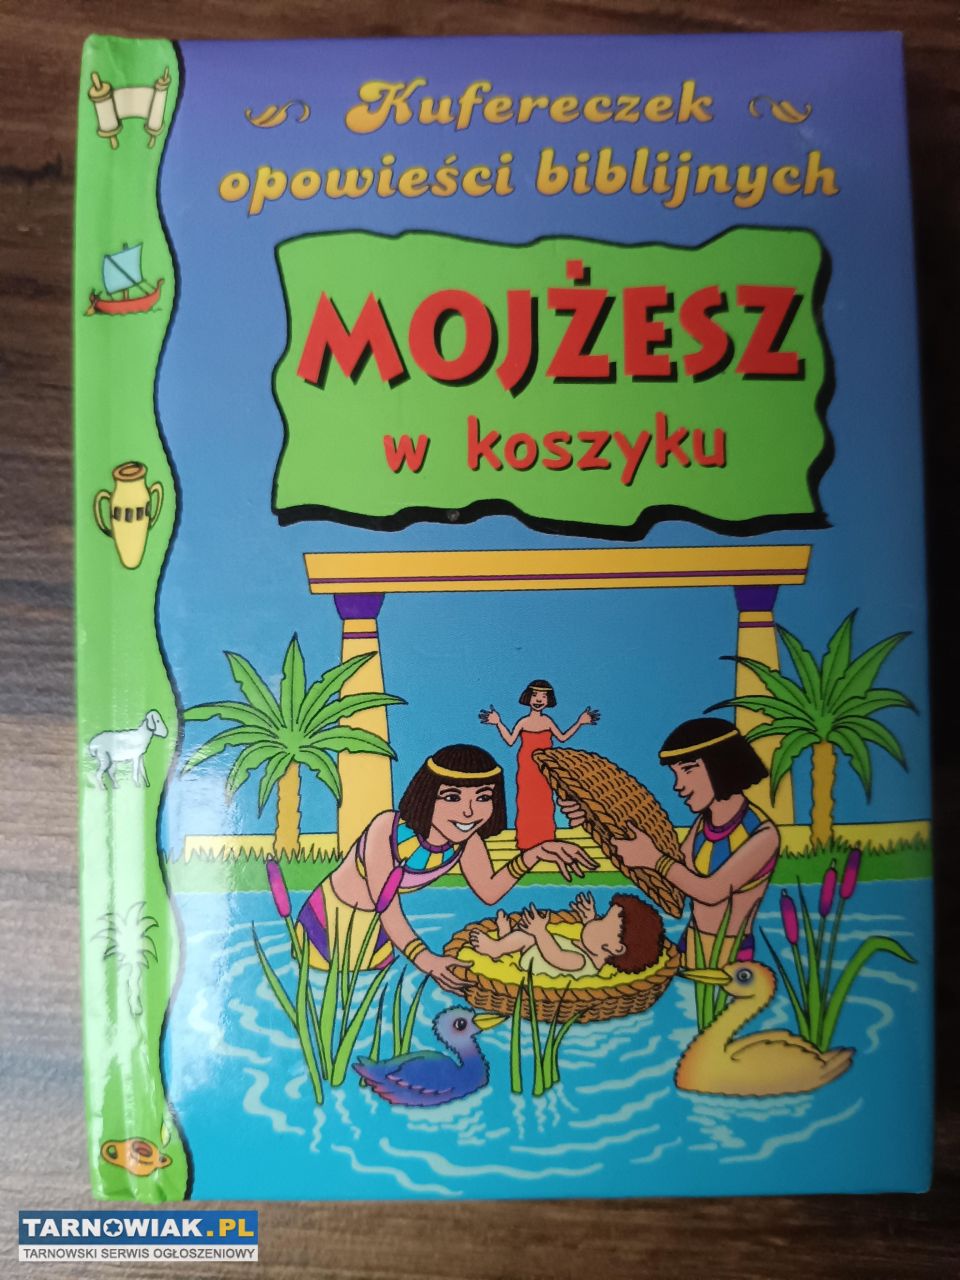 Kufereczek
opowieści biblijnych
MOJŻESZ
w koszyku
TARNOWIAK.PL
TARNOWSKI SERWIS OGŁOSZENIOWY